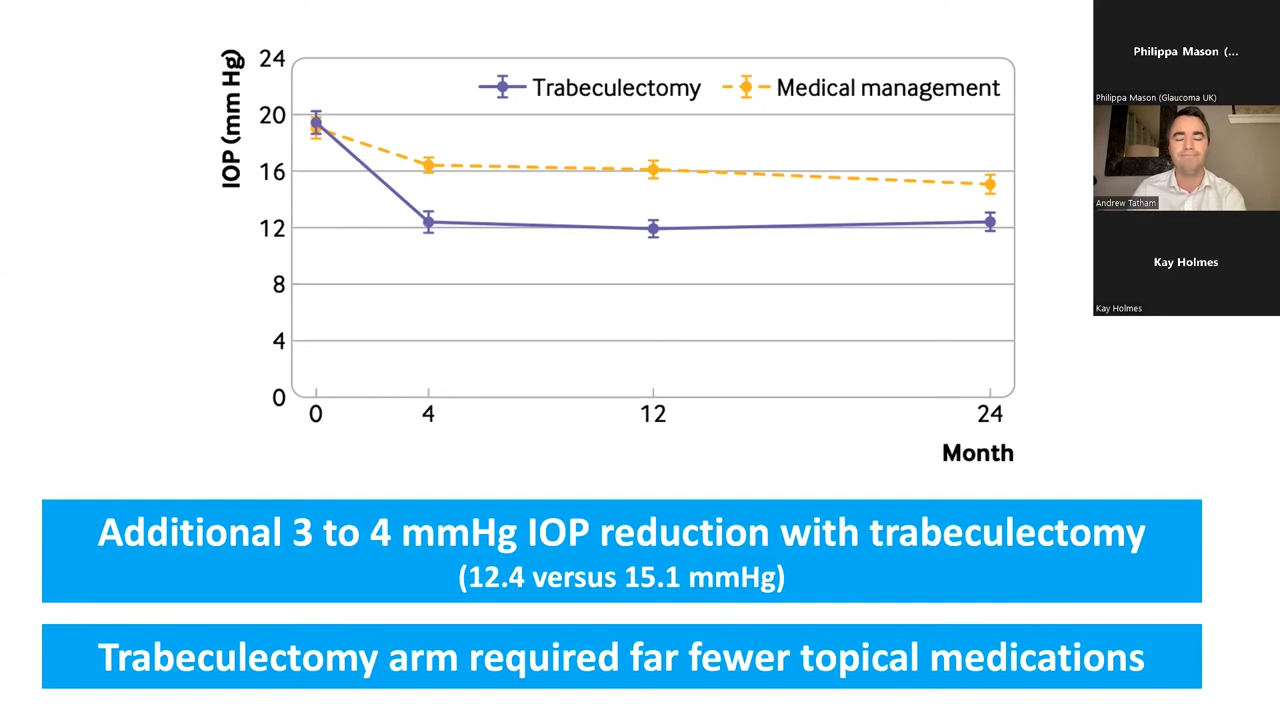 IOP (mm Hg)
24
20
16
12
8
4
0
Trabeculectomy
Medical management
0
4
12
24
Month
Additional 3 to 4 mmHg IOP reduction with trabeculectomy
(12.4 versus 15.1 mmHg)
Trabeculectomy arm required far fewer topical medications
Philippa Mason (...
Philippa Mason (Glaucoma UK)
Andrew Tatham
Kay Holmes
Kay Holmes